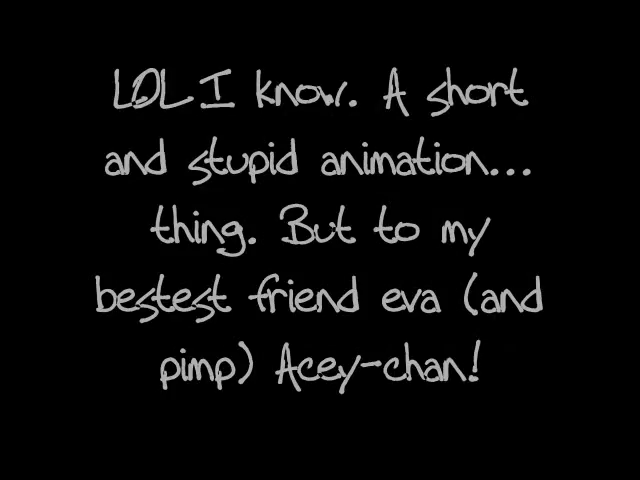 LOL I know. A short
and stupid animation...
thing. But to my
bestest friend eva (and
pimp) Acey-chan!